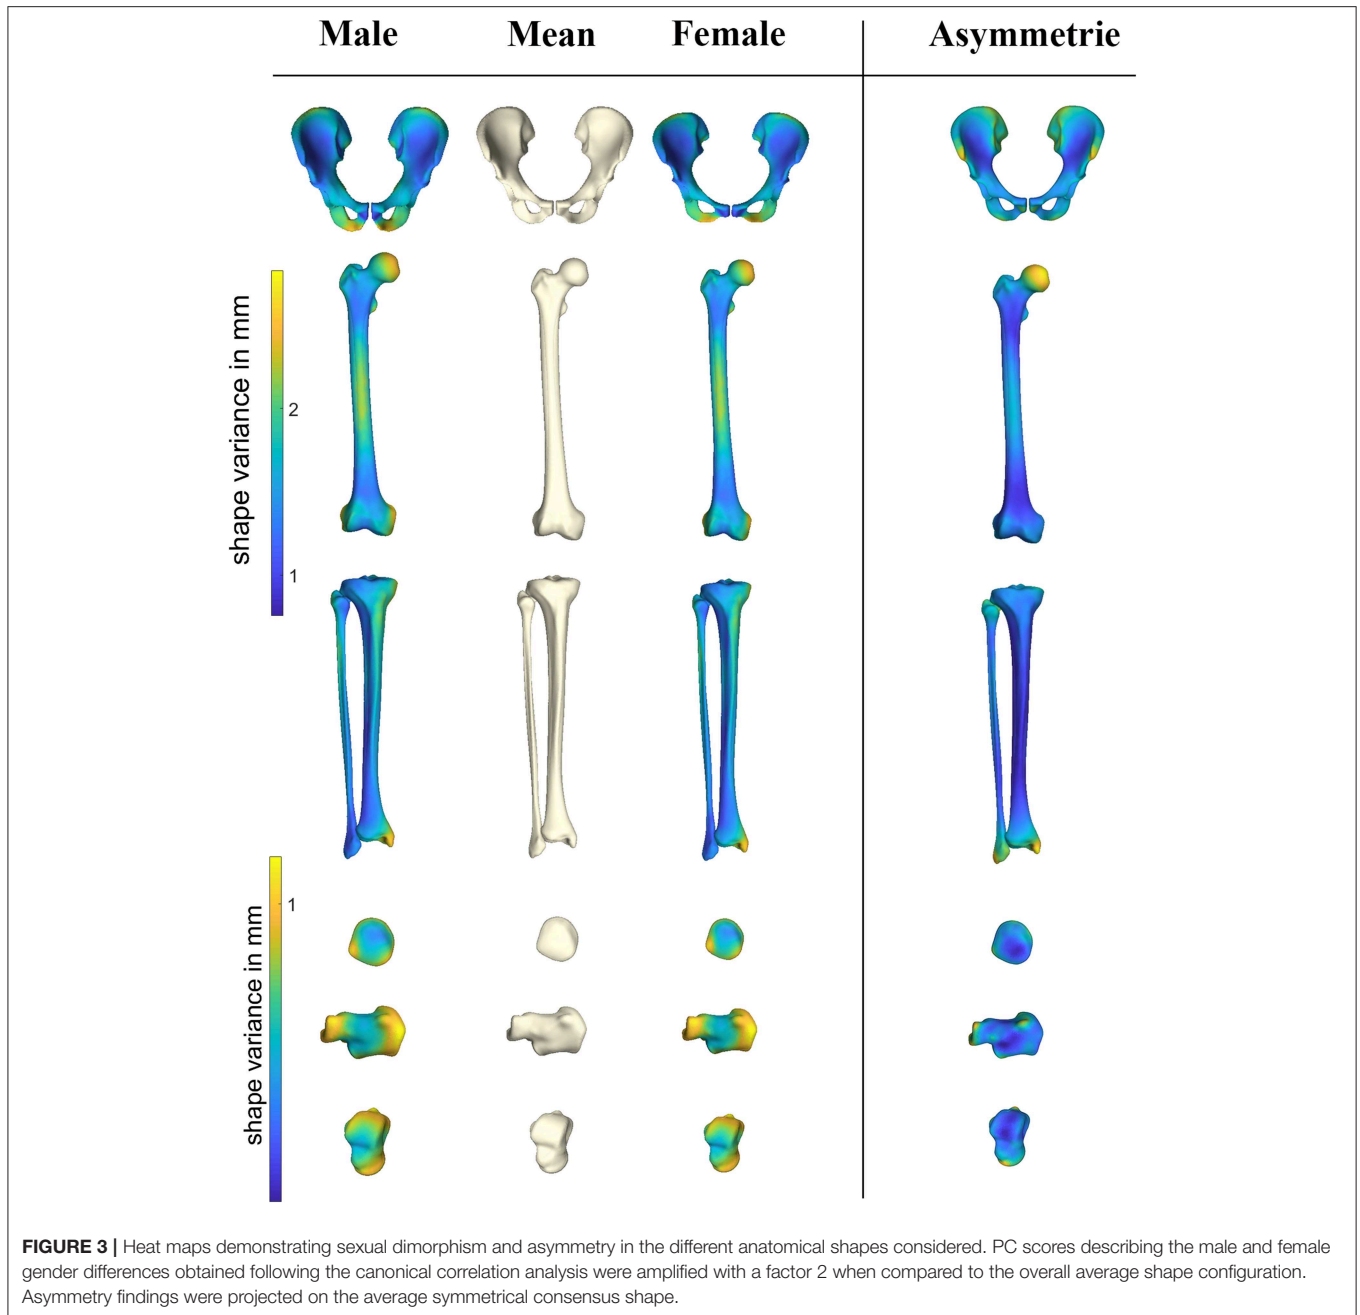 Male Mean Female Asymmetrie
shape variance in mm
2
1
shape variance in mm
1
FIGURE 3 | Heat maps demonstrating sexual dimorphism and asymmetry in the different anatomical shapes considered. PC scores describing the male and female
gender differences obtained following the canonical correlation analysis were amplified with a factor 2 when compared to the overall average shape configuration.
Asymmetry findings were projected on the average symmetrical consensus shape.